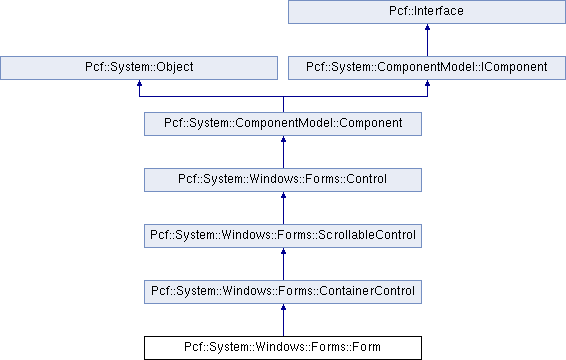 Pcf::Interface
Pcf::System::Object
Pcf::System::ComponentModel::IComponent
Pcf::System::ComponentModel::Component
Pcf::System::Windows::Forms::Control
Pcf::System::Windows::Forms::ScrollableControl
Pcf::System::Windows::Forms::ContainerControl
Pcf::System::Windows::Forms::Form